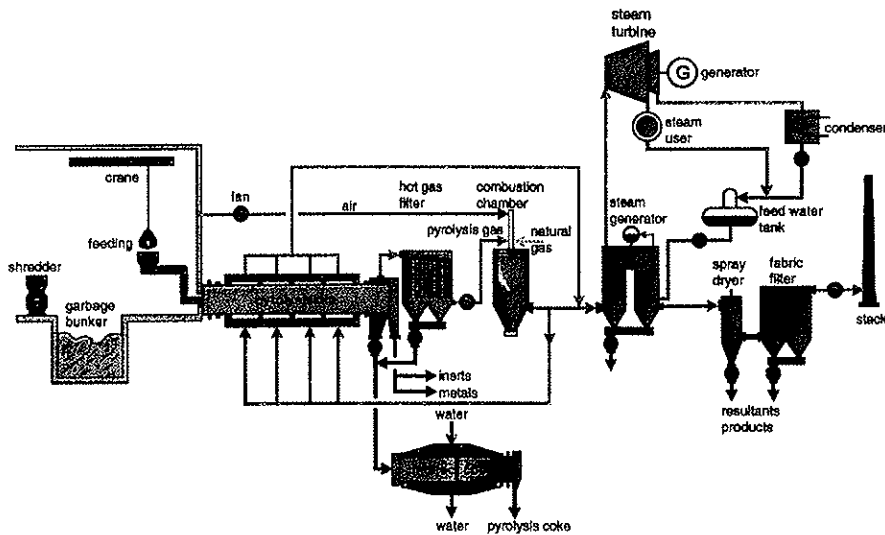 steam
turbine
G
generator
steam
user
condenser
crane
fan
air
hot gas
filter
combustion
chamber
pyrolysis gas
natural
gas
steam
generator
feed water
tank
feeding
shredder
garbage
bunker
spray
dryer
fabric
filter
stack
inerts
metals
water
resultants
products
water
pyrolysis coke